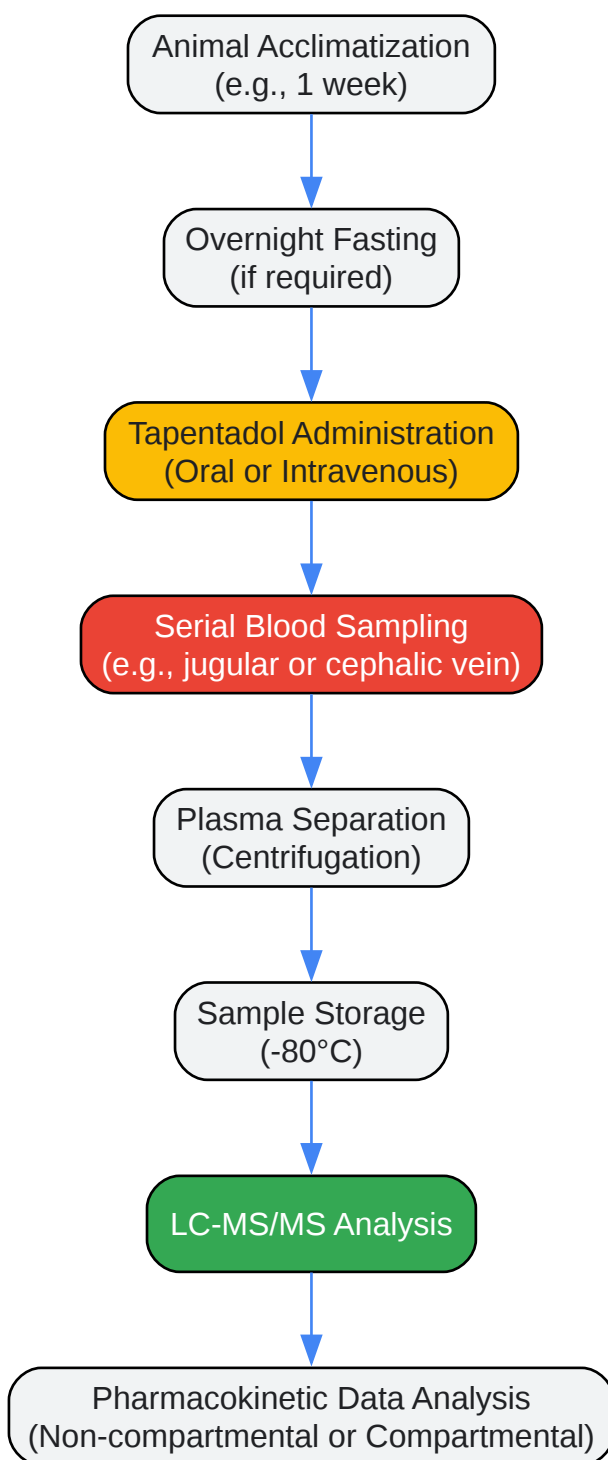 Animal Acclimatization
(e.g., 1 week)
Overnight Fasting
(if required)
Tapentadol Administration
(Oral or Intravenous)
Serial Blood Sampling
(e.g., jugular or cephalic vein)
Plasma Separation
(Centrifugation)
Sample Storage
(-80°C)
LC-MS/MS Analysis
Pharmacokinetic Data Analysis
(Non-compartmental or Compartmental)